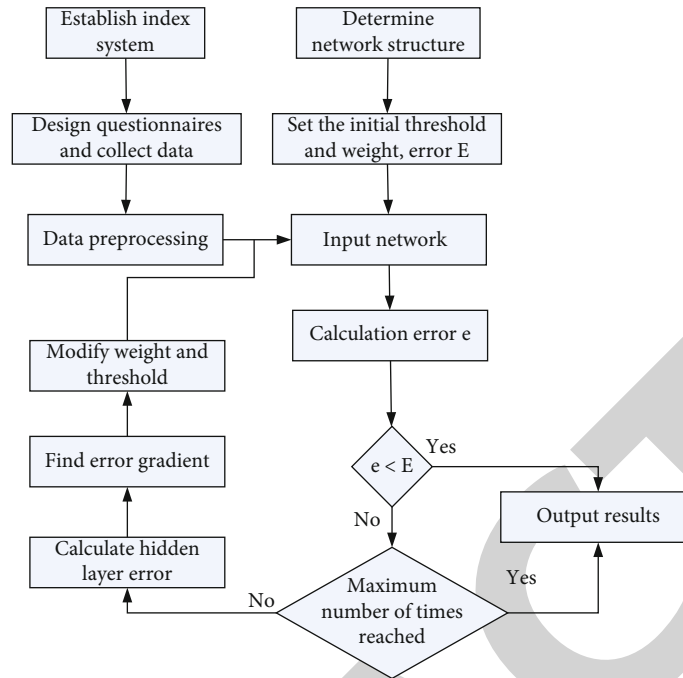 Establish index
system
Determine
network structure
Design questionnaires
and collect data
Set the initial threshold
and weight, error E
Data preprocessing
Input network
Calculation error e
Modify weight and
threshold
e < E
Yes
Find error gradient
No
Output results
Calculate hidden
layer error
No
Maximum
number of times
reached
Yes